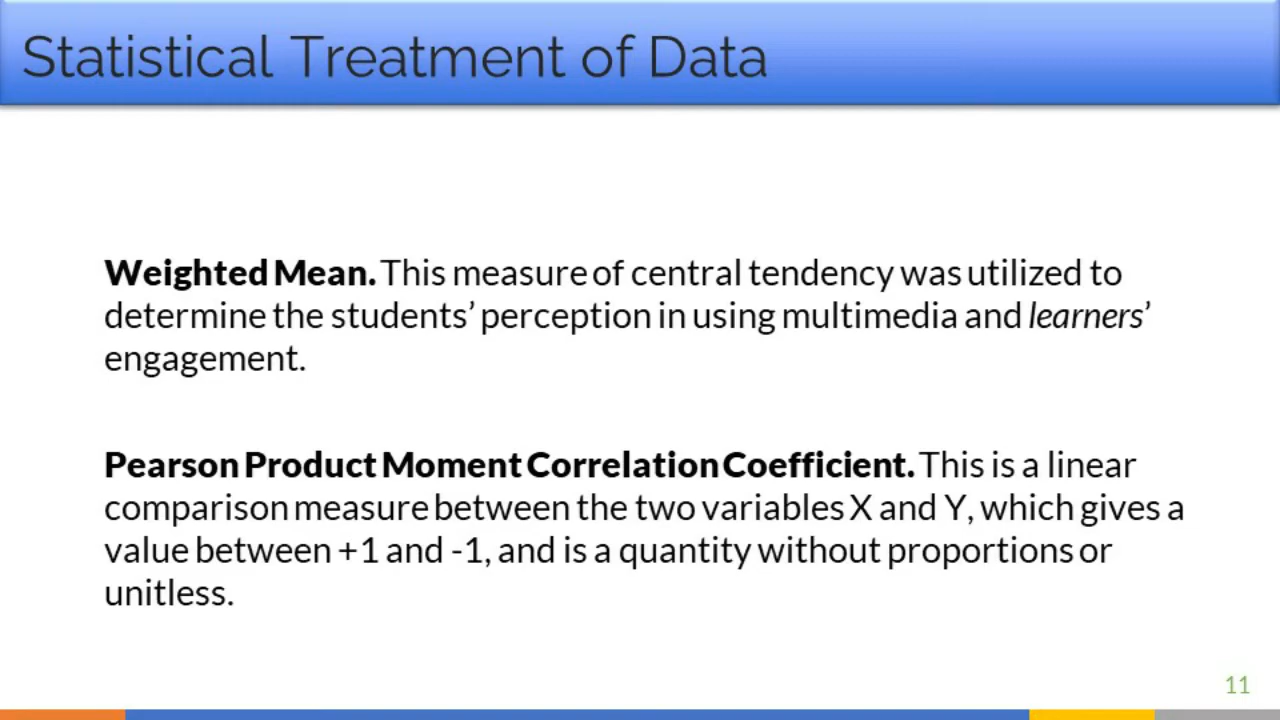 Statistical Treatment of Data
Weighted Mean. This measure of central tendency was utilized to
determine the students’ perception in using multimedia and learners’
engagement.
Pearson Product Moment Correlation Coefficient. This is a linear
comparison measure between the two variables X and Y, which gives a
value between +1 and -1, and is a quantity without proportions or
unitless.
11